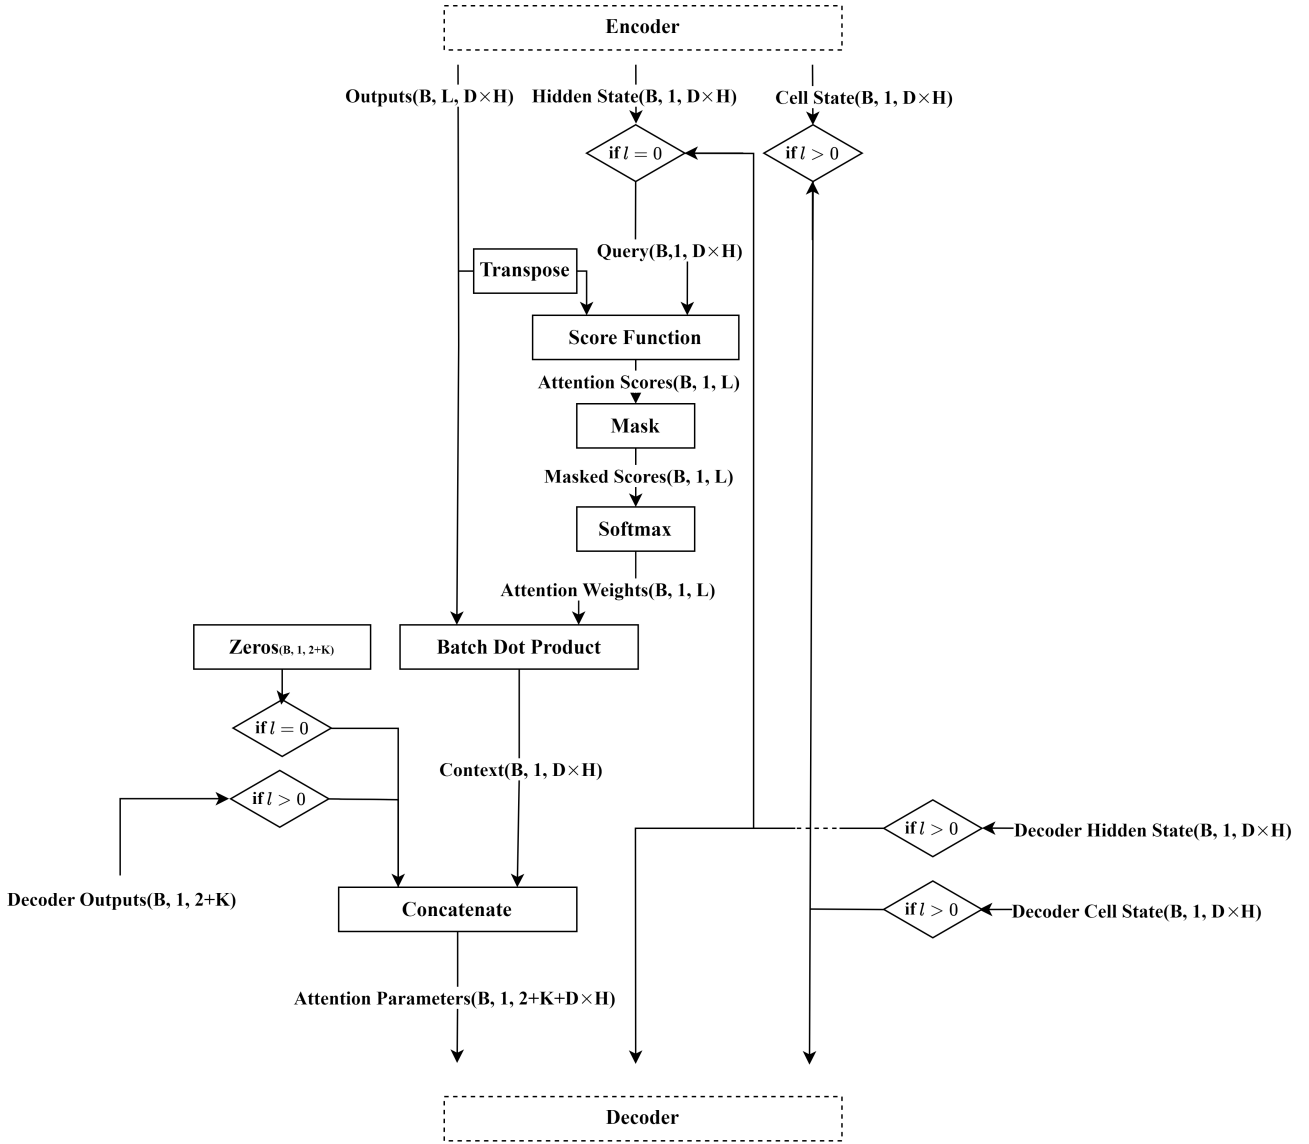 Encoder
Outputs(B, L, D×H)
Hidden State(B, 1, D×H)
Cell State(B, 1, D×H)
if l = 0
if l > 0
Query(B,1, D×H)
Transpose
Score Function
Attention Scores(B, 1, L)
Mask
Masked Scores(B, 1, L)
Softmax
Attention Weights(B, 1, L)
Zeros(B, 1, 2+K)
Batch Dot Product
if l = 0
Context(B, 1, D×H)
if l > 0
if l > 0
Decoder Hidden State(B, 1, D×H)
Decoder Outputs(B, 1, 2+K)
Concatenate
if l > 0
Decoder Cell State(B, 1, D×H)
Attention Parameters(B, 1, 2+K+D×H)
Decoder